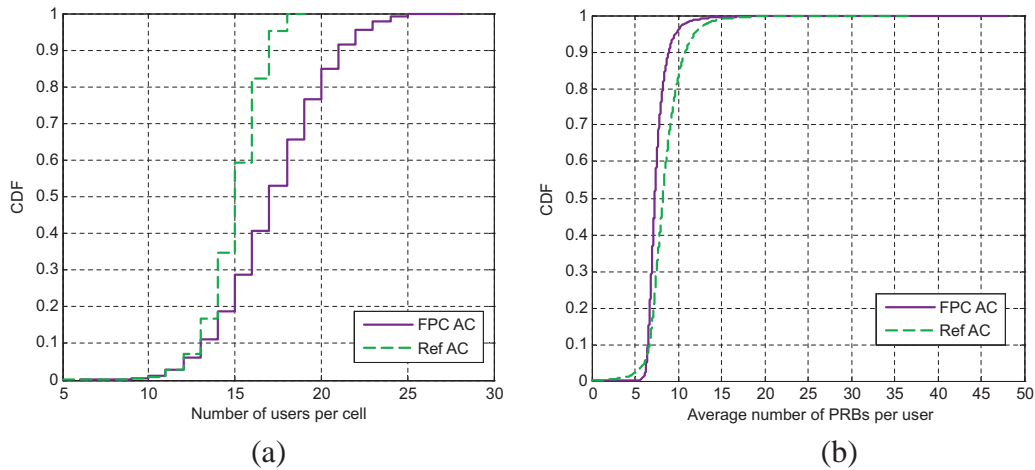 1
0.9
0.8
0.7
0.6
0.5
0.4
0.3
0.2
0.1
0
CDF
5 10 15 20 25 30
Number of users per cell
FPC AC
Ref AC
(a)
1
0.9
0.8
0.7
0.6
0.5
0.4
0.3
0.2
0.1
0
CDF
0 5 10 15 20 25 30 35 40 45 50
Average number of PRBs per user
FPC AC
Ref AC
(b)